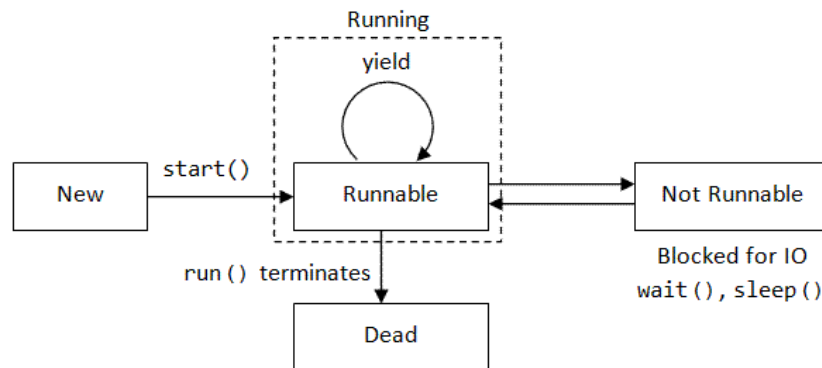 Running
yield
start()
New
Runnable
Not Runnable
Blocked for IO
run() terminates
wait(), sleep()
Dead